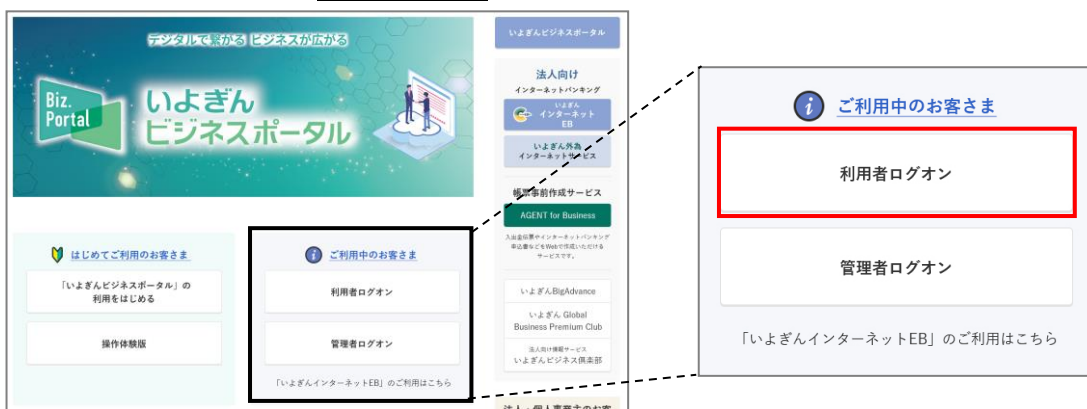 デジタルで繋がる ビジネスが広がる
Biz.
Portal
いよぎん
ビジネスポータル
はじめてご利用のお客さま
「いよぎんビジネスポータル」の
利用をはじめる
操作体験版
ご利用中のお客さま
利用者ログオン
管理者ログオン
「いよぎんインターネットEB」のご利用はこちら
いよぎんビジネスポータル
法人向け
インターネットバンキング
いよぎん
インターネット
EB
いよぎん外為
インターネットサービス
帳票事前作成サービス
AGENT for Business
入出金伝票やインターネットバンキング
申込書などをWebで作成いただける
サービスです。
いよぎんBigAdvance
いよぎん Global
Business Premium Club
法人向け情報サービス
いよぎんビジネス倶楽部
法人・個人事業主のお客
ご利用中のお客さま
利用者ログオン
管理者ログオン
「いよぎんインターネットEB」のご利用はこちら